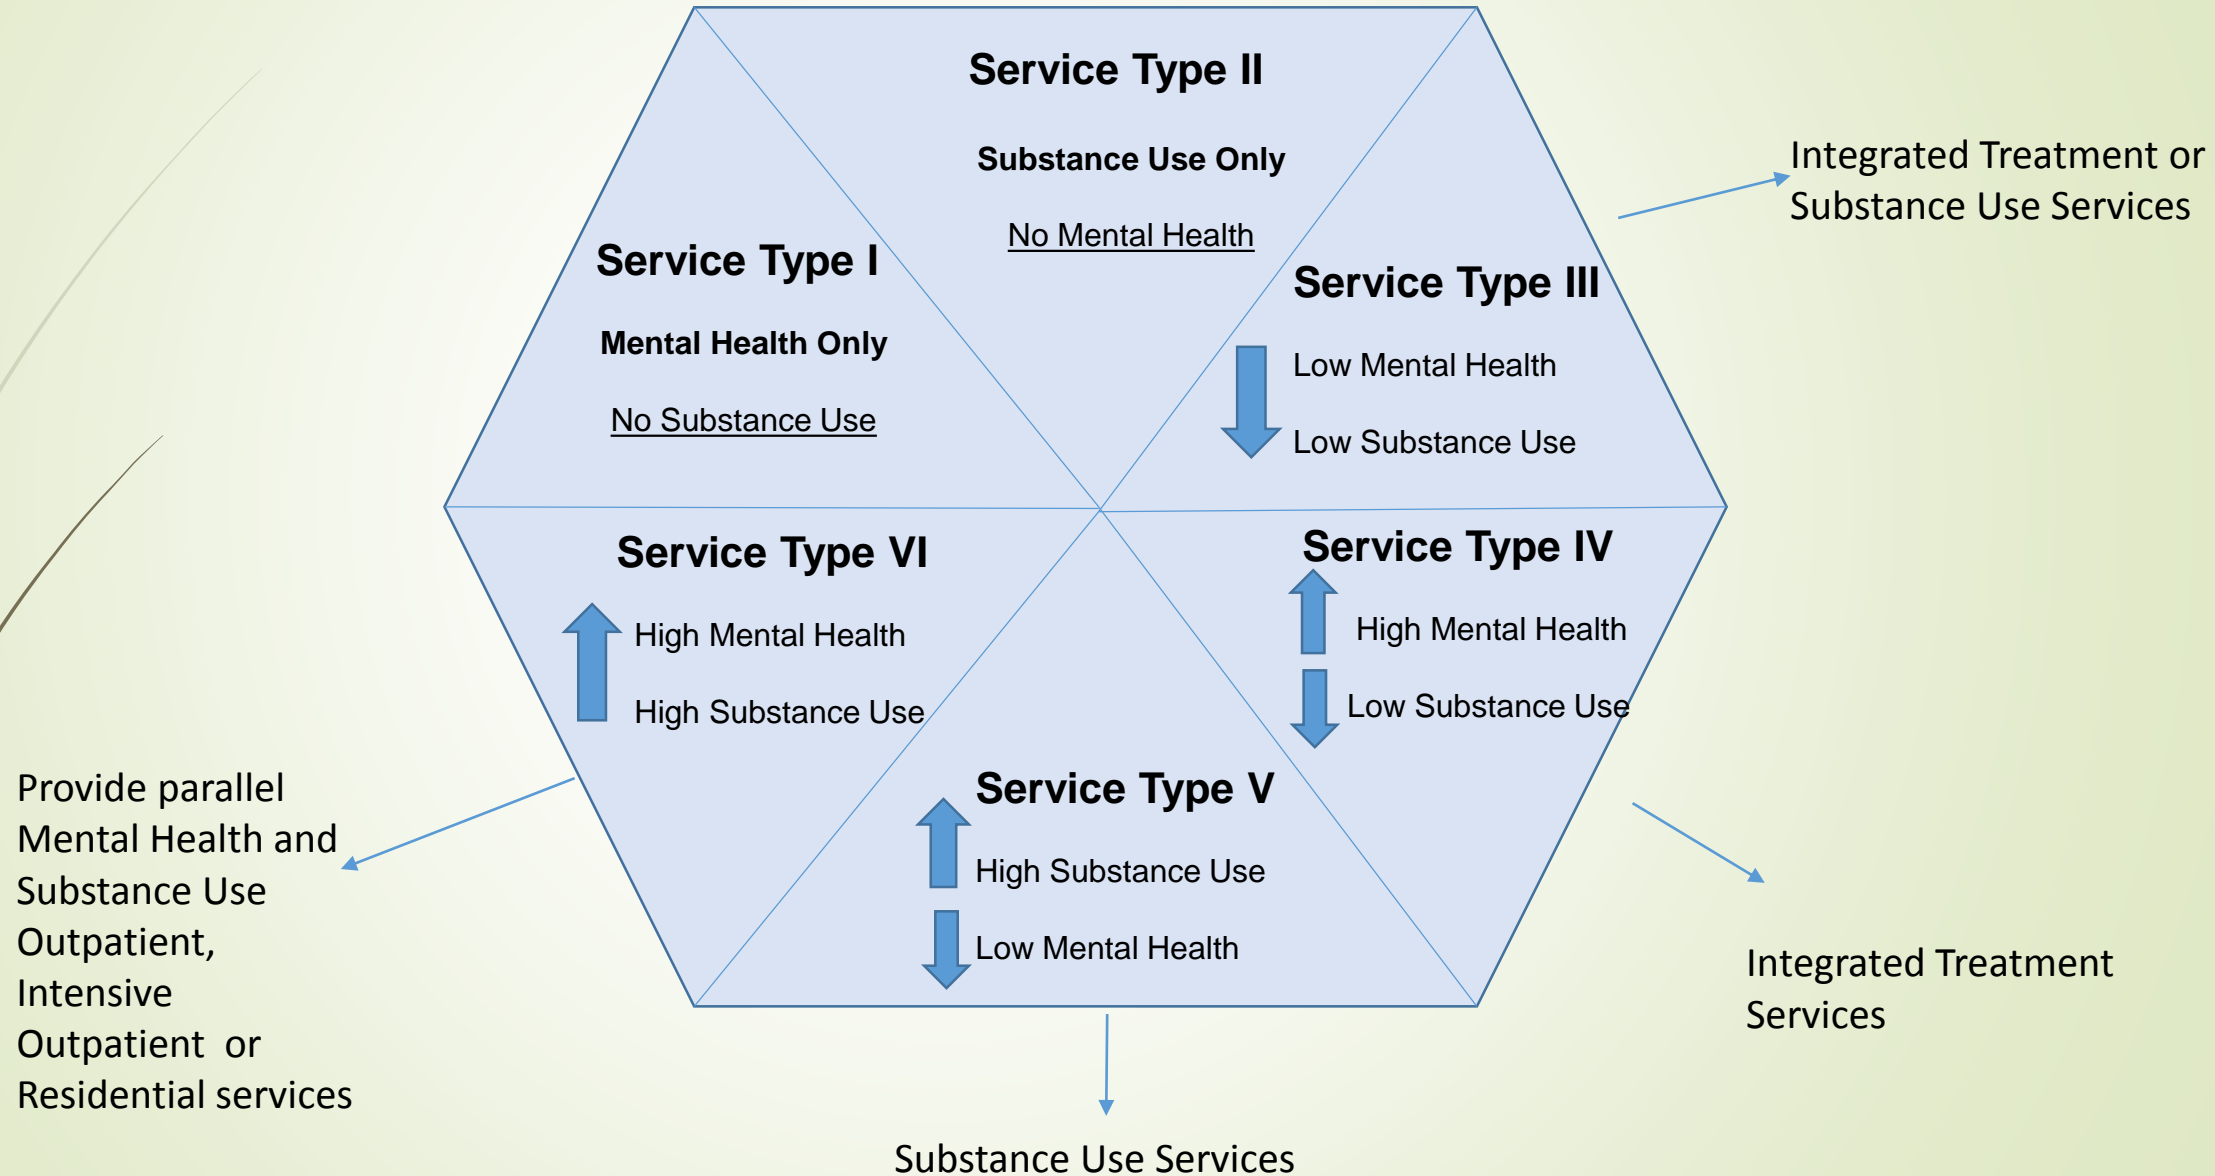 Service Type II
Substance Use Only
No Mental Health
Integrated Treatment or
Substance Use Services
Service Type I
Mental Health Only
No Substance Use
Service Type III
Low Mental Health
Low Substance Use
Service Type VI
High Mental Health
High Substance Use
Service Type IV
High Mental Health
Low Substance Use
Service Type V
High Substance Use
Low Mental Health
Provide parallel
Mental Health and
Substance Use
Outpatient,
Intensive
Outpatient or
Residential services
Integrated Treatment
Services
Substance Use Services